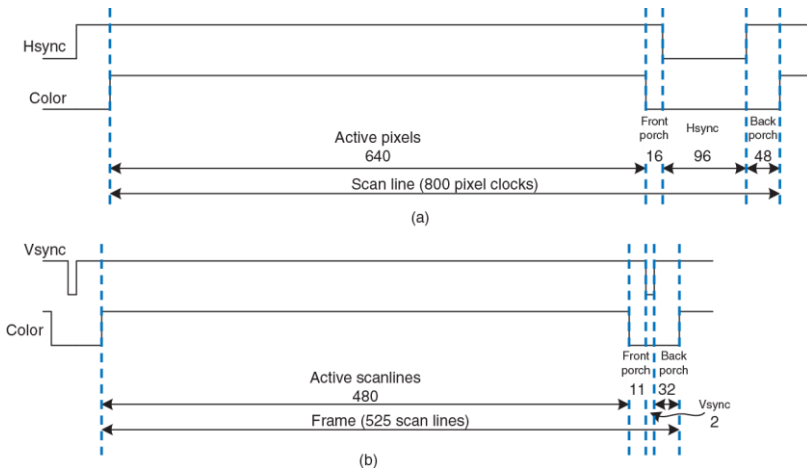 Hsync
Color
Front porch
Hsync
Back porch
Active pixels
640
16
96
48
Scan line (800 pixel clocks)
(a)
Vsync
Color
Front porch
Back porch
Active scanlines
480
11
32
Vsync
2
Frame (525 scan lines)
(b)